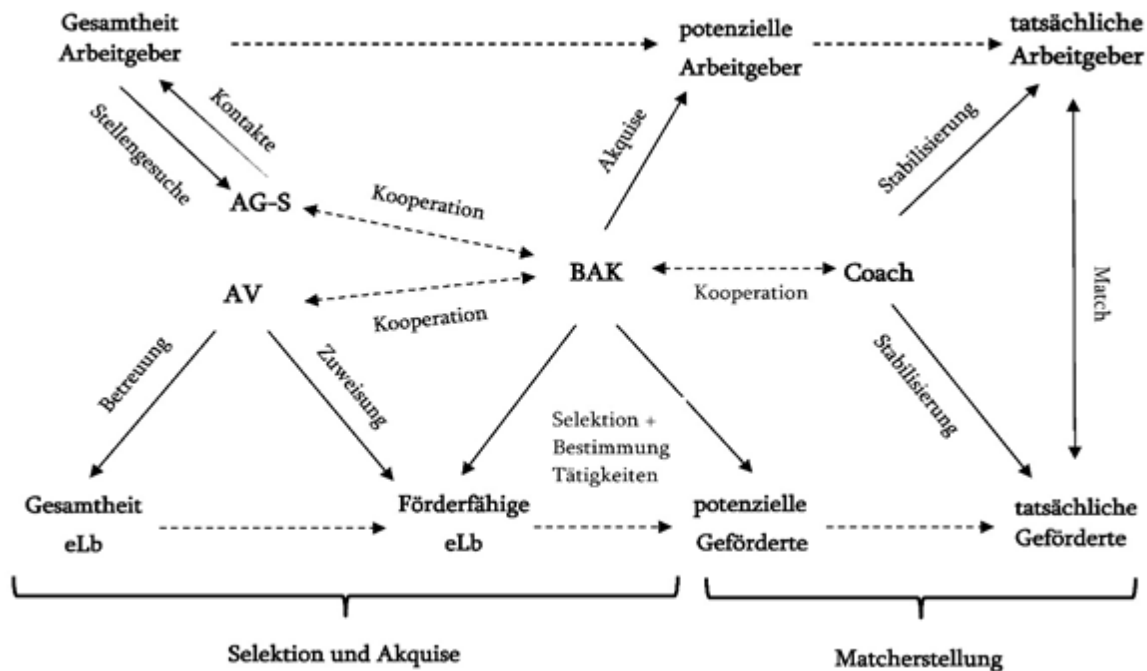 Gesamtheit
Arbeitgeber
potenzielle
Arbeitgeber
tatsächliche
Arbeitgeber
Kontakte
Stellengesuche
Akquise
Stabilisierung
AG-S
Kooperation
BAK
Coach
AV
Kooperation
Kooperation
Match
Betreuung
Zuweisung
Stabilisierung
Selektion +
Bestimmung
Tätigkeiten
Gesamtheit
eLb
Förderfähige
eLb
potenzielle
Geförderte
tatsächliche
Geförderte
Selektion und Akquise
Matcherstellung